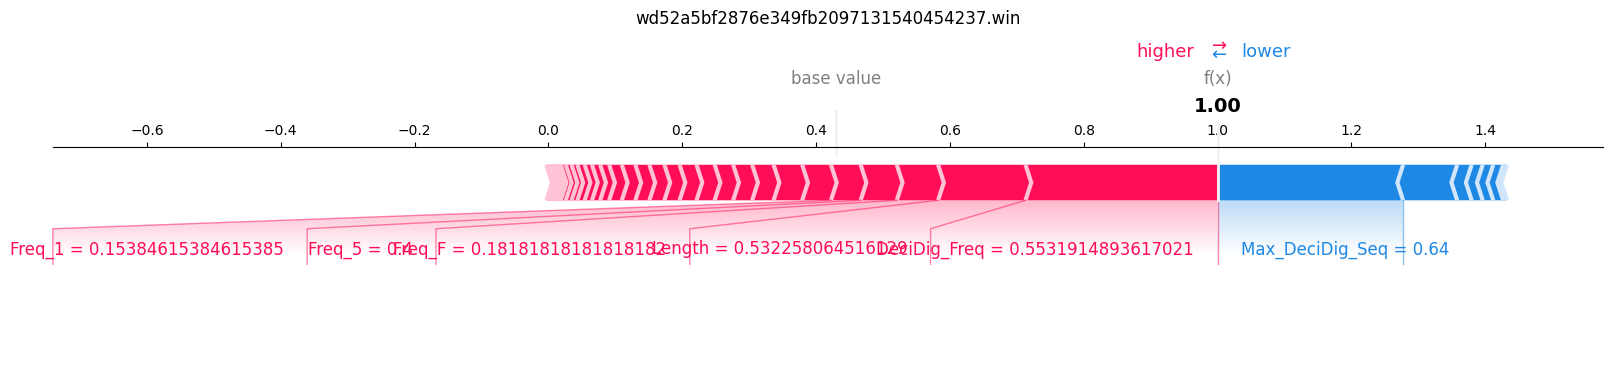 wd52a5bf2876e349fb2097131540454237.win
higher ⇄ lower
base value f(x)
1.00
−0.6 −0.4 −0.2 0.0 0.2 0.4 0.6 0.8 1.0 1.2 1.4
Freq_1 = 0.15384615384615385 Freq_5 = 0.4 Freq_F = 0.18181818181818182 Length = 0.532258064516129 DeciDig_Freq = 0.5531914893617021 Max_DeciDig_Seq = 0.64